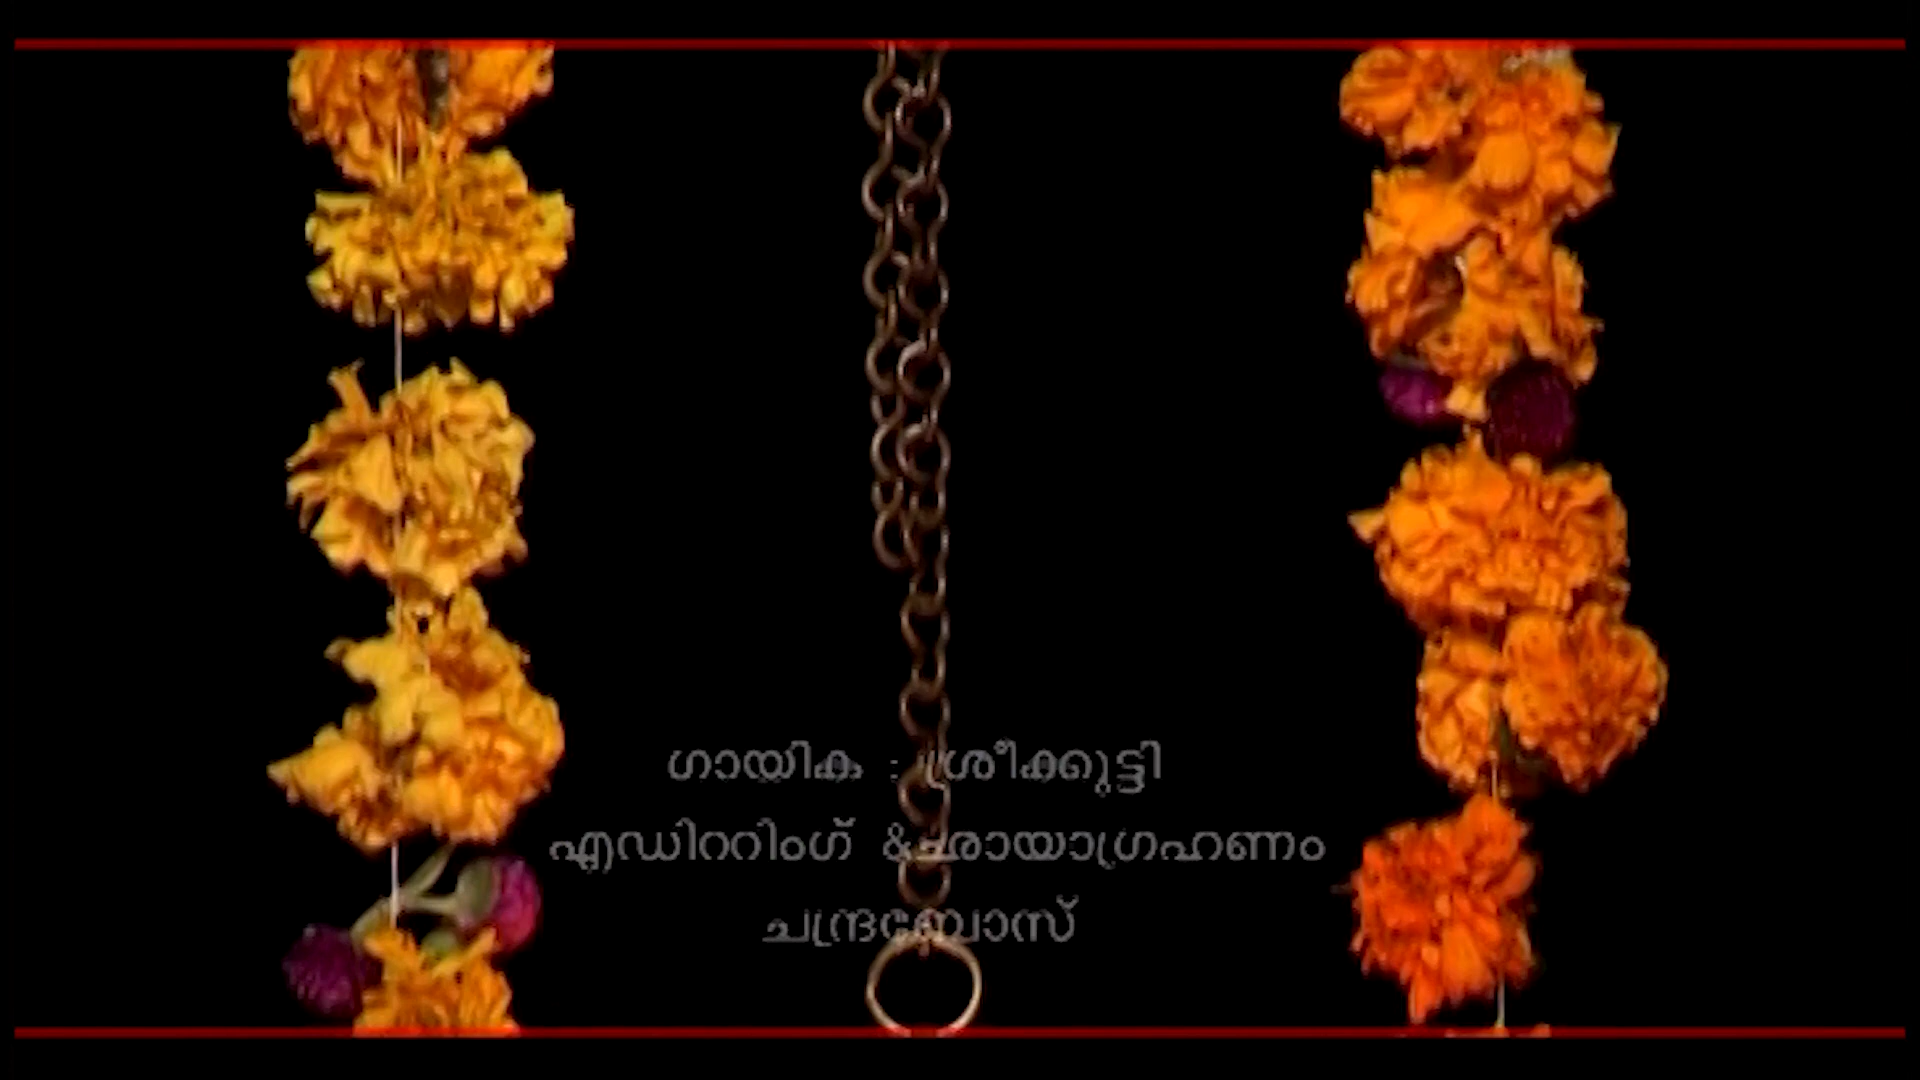 ഗായിക : ശ്രീക്കുട്ടി
എഡിററിംഗ് &ഛായാഗ്രഹണം
ചന്ദ്രബോസ്